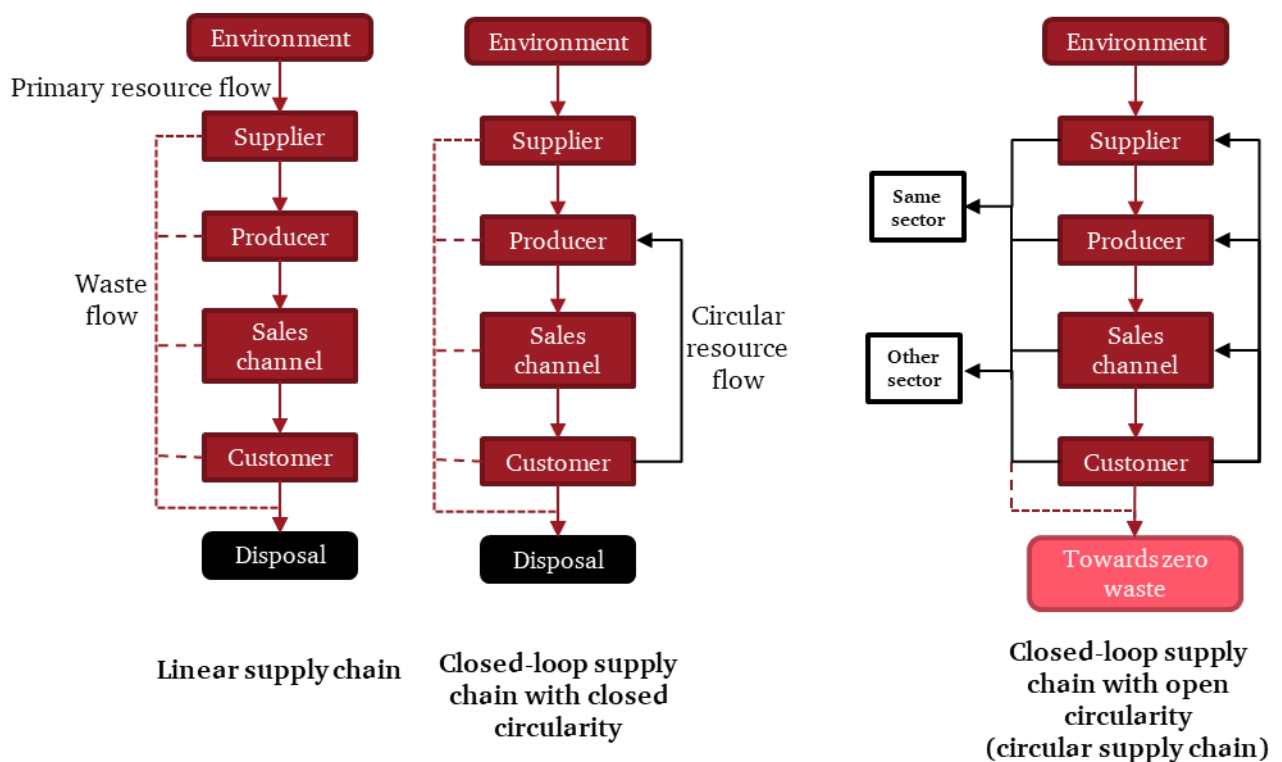 Environment
Primary resource flow
Supplier
Producer
Waste
flow
Sales
channel
Customer
Disposal
Linear supply chain
Environment
Supplier
Producer
Circular
resource
flow
Sales
channel
Customer
Disposal
Closed-loop supply
chain with closed
circularity
Environment
Supplier
Same
sector
Producer
Sales
channel
Other
sector
Customer
Towards zero
waste
Closed-loop supply
chain with open
circularity
(circular supply chain)